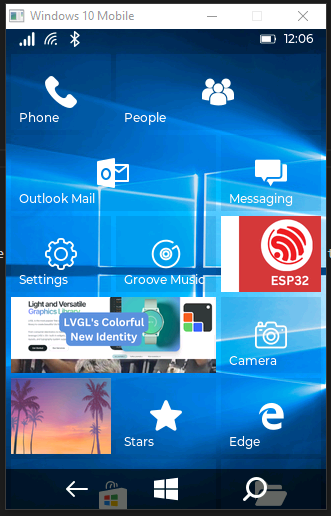 Windows 10 Mobile
12:06
Phone
People
Outlook Mail
Messaging
Settings
Groove Music
ESP32
Light and Versatile
Graphics Library
LVGL's Colorful
New Identity
Camera
Stars
Edge